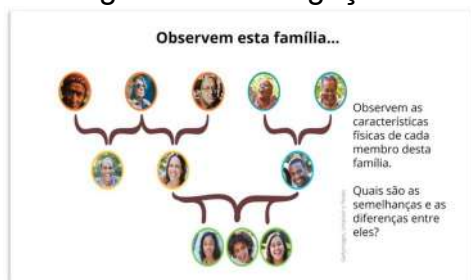 Observem esta família...
Observem as
características
físicas de cada
membro desta
família.
Quais são as
semelhanças e as
diferenças entre
eles?